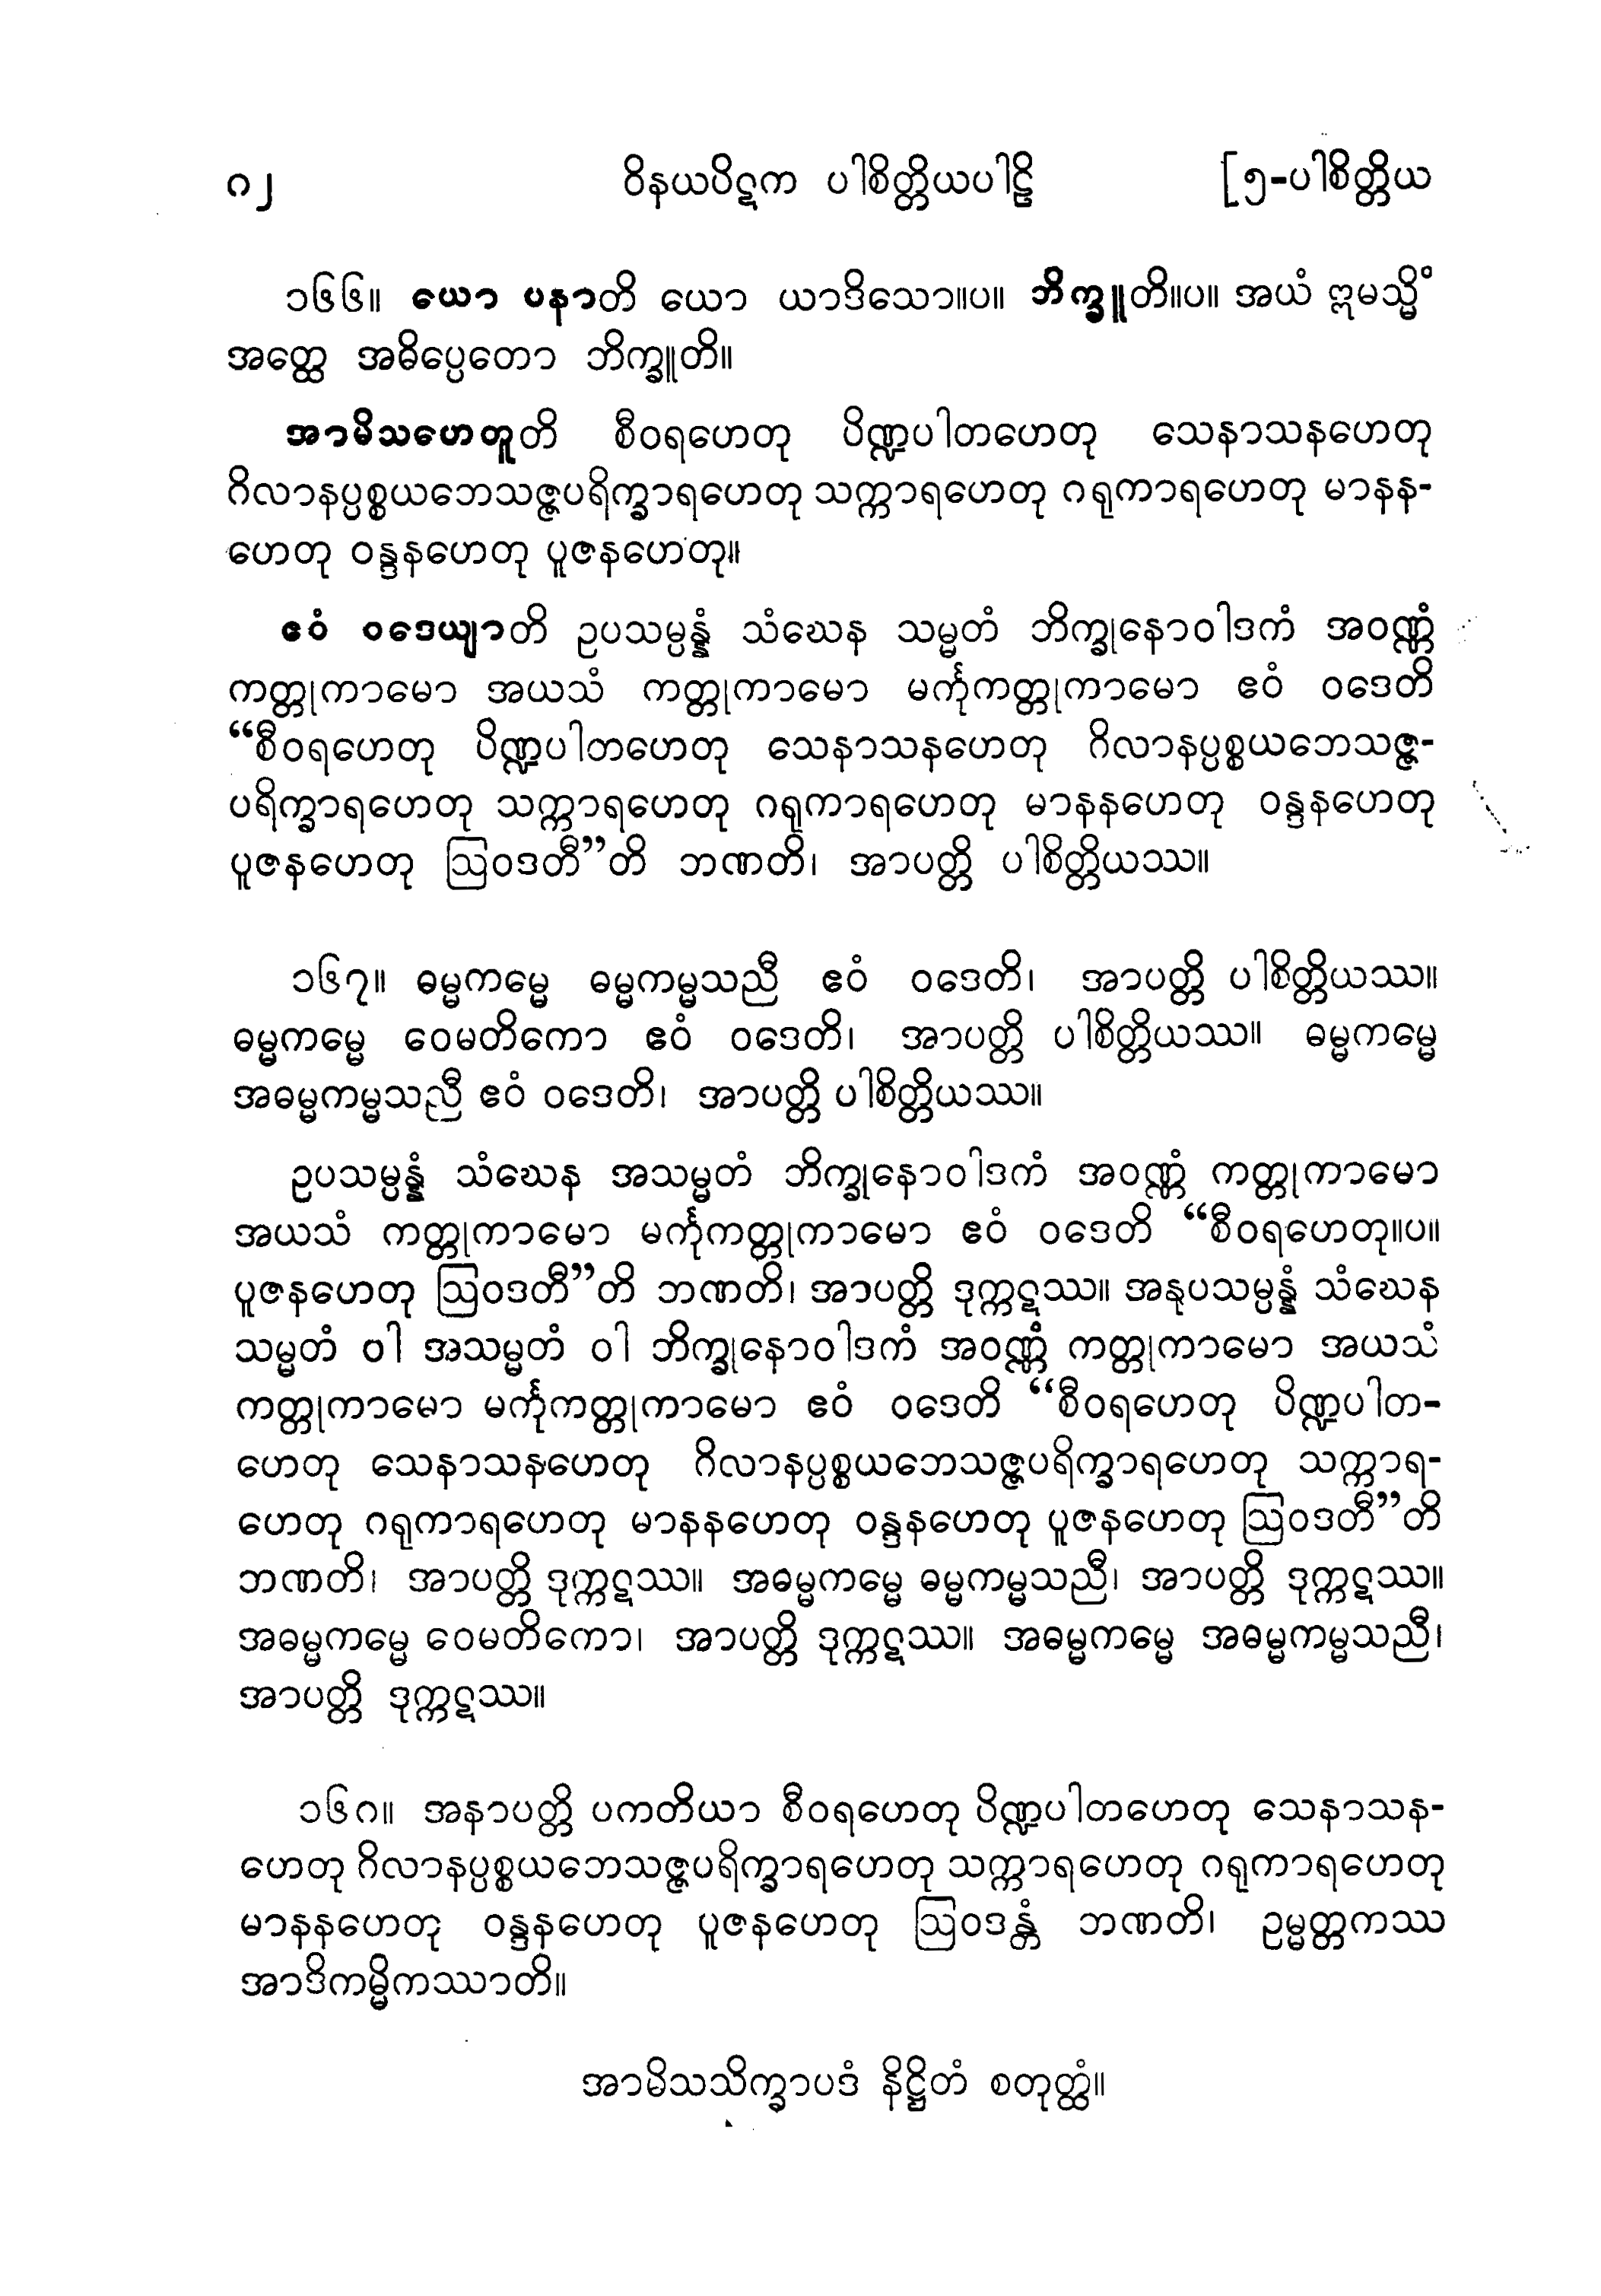 ၈၂ ဝိနယပိဋက ပါစိတ္တိယပါဠိ [၅-ပါစိတ္တိယ
၁၆၆။ ယော ပနာတိ ယော ယာဒိသော။ပ။ ဘိက္ခူတိ။ပ။ အယံ ဣမသ္မိံ
အတ္ထေ အဓိပ္ပေတော ဘိက္ခူတိ။
အာမိသဟေတူတိ စီဝရဟေတု ပိဏ္ဍပါတဟေတု သေနာသနဟေတု
ဂိလာနပ္ပစ္စယဘေသဇ္ဇပရိက္ခာရဟေတု သက္ကာရဟေတု ဂရုကာရဟေတု မာနန-
ဟေတု ဝန္ဒနဟေတု ပူဇနဟေတု။
ဧဝံ ဝဒေယျာတိ ဥပသမ္ပန္နံ သံဃေန သမ္မတံ ဘိက္ခုနောဝါဒကံ အဝဏ္ဏံ
ကတ္တုကာမော အယသံ ကတ္တုကာမော မင်္ကုကတ္တုကာမော ဧဝံ ဝဒေတိ
“စီဝရဟေတု ပိဏ္ဍပါတဟေတု သေနာသနဟေတု ဂိလာနပ္ပစ္စယဘေသဇ္ဇ-
ပရိက္ခာရဟေတု သက္ကာရဟေတု ဂရုကာရဟေတု မာနနဟေတု ဝန္ဒနဟေတု
ပူဇနဟေတု ဩဝဒတီ”တိ ဘဏတိ၊ အာပတ္တိ ပါစိတ္တိယဿ။
၁၆၇။ ဓမ္မကမ္မေ ဓမ္မကမ္မသညီ ဧဝံ ဝဒေတိ၊ အာပတ္တိ ပါစိတ္တိယဿ။
ဓမ္မကမ္မေ ဝေမတိကော ဧဝံ ဝဒေတိ၊ အာပတ္တိ ပါစိတ္တိယဿ။ ဓမ္မကမ္မေ
အဓမ္မကမ္မသညီ ဧဝံ ဝဒေတိ၊ အာပတ္တိ ပါစိတ္တိယဿ။
ဥပသမ္ပန္နံ သံဃေန အသမ္မတံ ဘိက္ခုနောဝါဒကံ အဝဏ္ဏံ ကတ္တုကာမော
အယသံ ကတ္တုကာမော မင်္ကုကတ္တုကာမော ဧဝံ ဝဒေတိ “စီဝရဟေတု။ပ။
ပူဇနဟေတု ဩဝဒတီ”တိ ဘဏတိ၊ အာပတ္တိ ဒုက္ကဋဿ။ အနုပသမ္ပန္နံ သံဃေန
သမ္မတံ ဝါ အသမ္မတံ ဝါ ဘိက္ခုနောဝါဒကံ အဝဏ္ဏံ ကတ္တုကာမော အယသံ
ကတ္တုကာမော မင်္ကုကတ္တုကာမော ဧဝံ ဝဒေတိ “စီဝရဟေတု ပိဏ္ဍပါတ-
ဟေတု သေနာသနဟေတု ဂိလာနပ္ပစ္စယဘေသဇ္ဇပရိက္ခာရဟေတု သက္ကာရ-
ဟေတု ဂရုကာရဟေတု မာနနဟေတု ဝန္ဒနဟေတု ပူဇနဟေတု ဩဝဒတီ”တိ
ဘဏတိ၊ အာပတ္တိ ဒုက္ကဋဿ။ အဓမ္မကမ္မေ ဓမ္မကမ္မသညီ၊ အာပတ္တိ ဒုက္ကဋဿ။
အဓမ္မကမ္မေ ဝေမတိကော၊ အာပတ္တိ ဒုက္ကဋဿ။ အဓမ္မကမ္မေ အဓမ္မကမ္မသညီ၊
အာပတ္တိ ဒုက္ကဋဿ။
၁၆၈။ အနာပတ္တိ ပကတိယာ စီဝရဟေတု ပိဏ္ဍပါတဟေတု သေနာသန-
ဟေတု ဂိလာနပ္ပစ္စယဘေသဇ္ဇပရိက္ခာရဟေတု သက္ကာရဟေတု ဂရုကာရဟေတု
မာနနဟေတု ဝန္ဒနဟေတု ပူဇနဟေတု ဩဝဒန္တံ ဘဏတိ၊ ဥမ္မတ္တကဿ
အာဒိကမ္မိကဿာတိ။
အာမိသသိက္ခာပဒံ နိဋ္ဌိတံ စတုတ္ထံ။